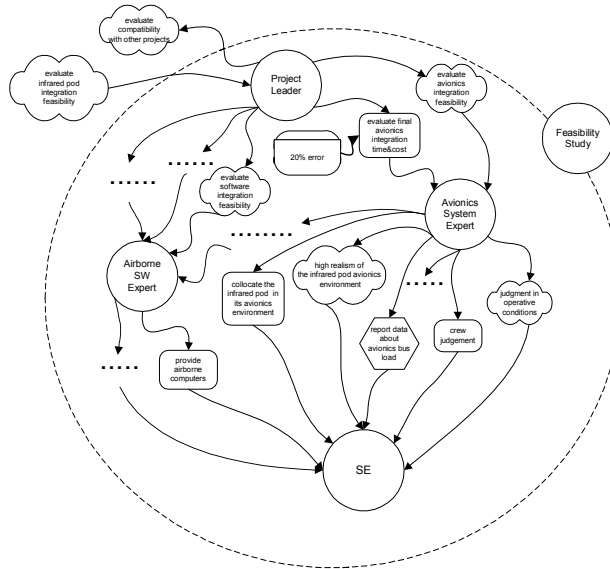 evaluate
compatibility
with other projects
evaluate
infrared pod
integration
feasibility
Project
Leader
evaluate
avionics
integration
feasibility
evaluate final
avionics
integration
time&cost
20% error
Feasibility
Study
evaluate
software
integration
feasibility
Avionics
System
Expert
Airborne
SW
Expert
collocate the
infrared pod in
its avionics
environment
high realism of
the infrared pod avionics
environment
judgment in
operative
conditions
report data
about
avionics bus
load
crew
judgement
provide
airborne
computers
SE